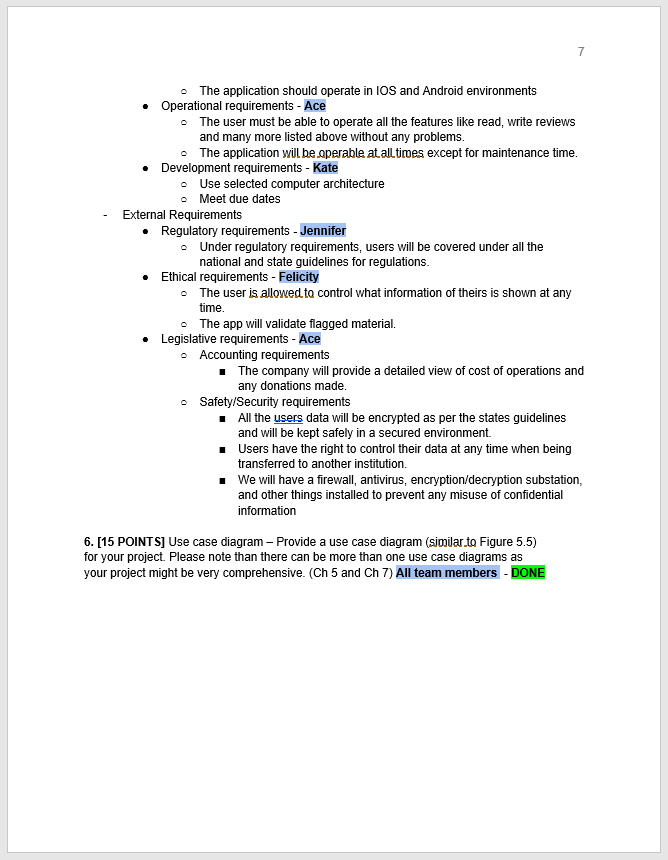 7
○ The application should operate in IOS and Android environments
● Operational requirements - Ace
○ The user must be able to operate all the features like read, write reviews
and many more listed above without any problems.
○ The application will be operable at all times except for maintenance time.
● Development requirements - Kate
○ Use selected computer architecture
○ Meet due dates
- External Requirements
● Regulatory requirements - Jennifer
○ Under regulatory requirements, users will be covered under all the
national and state guidelines for regulations.
● Ethical requirements - Felicity
○ The user is allowed to control what information of theirs is shown at any
time.
○ The app will validate flagged material.
● Legislative requirements - Ace
○ Accounting requirements
■ The company will provide a detailed view of cost of operations and
any donations made.
○ Safety/Security requirements
■ All the users data will be encrypted as per the states guidelines
and will be kept safely in a secured environment.
■ Users have the right to control their data at any time when being
transferred to another institution.
■ We will have a firewall, antivirus, encryption/decryption substation,
and other things installed to prevent any misuse of confidential
information
6. [15 POINTS] Use case diagram – Provide a use case diagram (similar to Figure 5.5)
for your project. Please note than there can be more than one use case diagrams as
your project might be very comprehensive. (Ch 5 and Ch 7) All team members - DONE